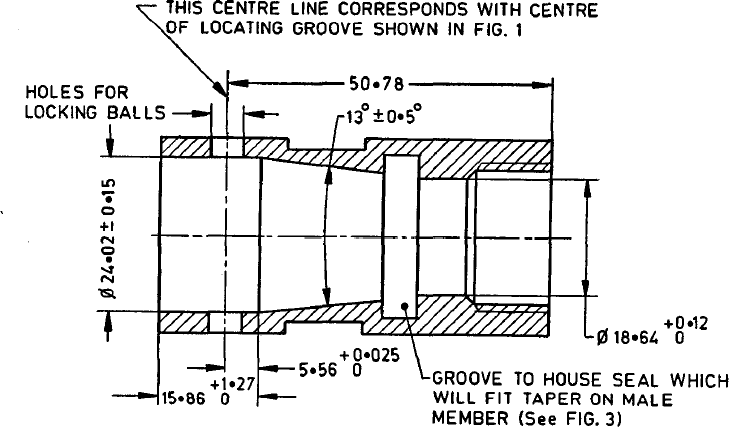 THIS CENTRE LINE CORRESPONDS WITH CENTRE
OF LOCATING GROOVE SHOWN IN FIG. 1
50•78
HOLES FOR
LOCKING BALLS
13° ± 0•5°
Ø 24•02 ± 0•15
Ø 18•64 +0•12 0
5•56 +0•025 0
15•86 +1•27 0
GROOVE TO HOUSE SEAL WHICH
WILL FIT TAPER ON MALE
MEMBER (See FIG. 3)